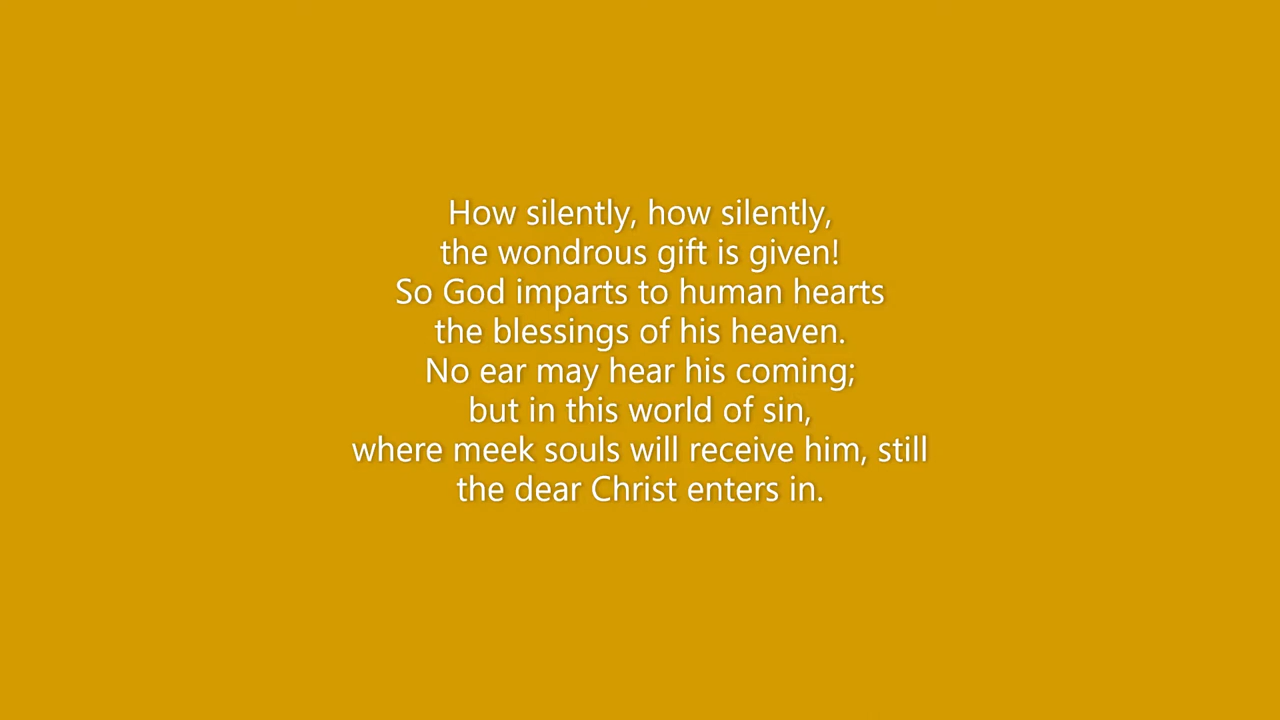 How silently, how silently,
the wondrous gift is given!
So God imparts to human hearts
the blessings of his heaven.
No ear may hear his coming;
but in this world of sin,
where meek souls will receive him, still
the dear Christ enters in.